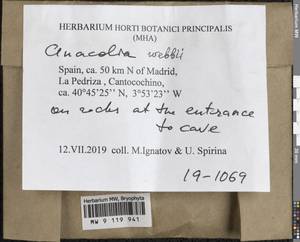 HERBARIUM HORTI BOTANICI PRINCIPALIS
(MHA)
Anacolia webbii
Spain, ca. 50 km N of Madrid,
La Pedriza , Cantocochino,
ca. 40°45'25'' N, 3°53'23'' W
on rocks at the entrance
to cave
12.VII.2019 coll. M.Ignatov & U. Spirina
19-1069
Herbarium MW, Bryophyta
MW 9 119 941